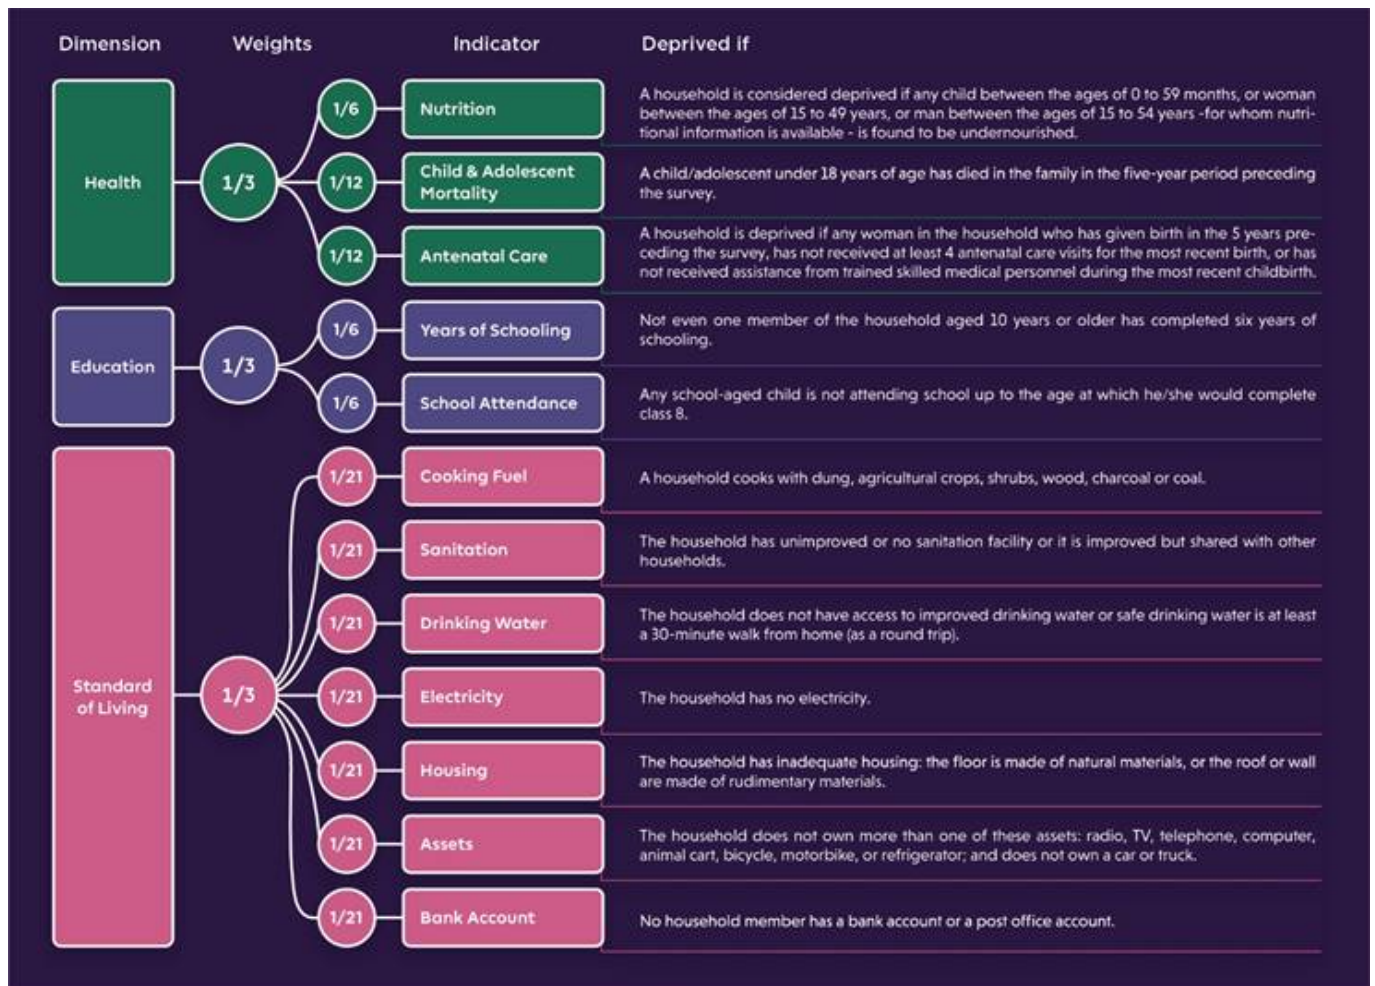 Dimension Weights Indicator Deprived if
Health
1/3
1/6
Nutrition
A household is considered deprived if any child between the ages of 0 to 59 months, or woman
between the ages of 15 to 49 years, or man between the ages of 15 to 54 years -for whom nutri-
tional information is available - is found to be undernourished.
1/12
Child & Adolescent
Mortality
A child/adolescent under 18 years of age has died in the family in the five-year period preceding
the survey.
1/12
Antenatal Care
A household is deprived if any woman in the household who has given birth in the 5 years pre-
ceding the survey, has not received at least 4 antenatal care visits for the most recent birth, or has
not received assistance from trained skilled medical personnel during the most recent childbirth.
Education
1/3
1/6
Years of Schooling
Not even one member of the household aged 10 years or older has completed six years of
schooling.
1/6
School Attendance
Any school-aged child is not attending school up to the age at which he/she would complete
class 8.
Standard
of Living
1/3
1/21
Cooking Fuel
A household cooks with dung, agricultural crops, shrubs, wood, charcoal or coal.
1/21
Sanitation
The household has unimproved or no sanitation facility or it is improved but shared with other
households.
1/21
Drinking Water
The household does not have access to improved drinking water or safe drinking water is at least
a 30-minute walk from home (as a round trip).
1/21
Electricity
The household has no electricity.
1/21
Housing
The household has inadequate housing: the floor is made of natural materials, or the roof or wall
are made of rudimentary materials.
1/21
Assets
The household does not own more than one of these assets: radio, TV, telephone, computer,
animal cart, bicycle, motorbike, or refrigerator; and does not own a car or truck.
1/21
Bank Account
No household member has a bank account or a post office account.